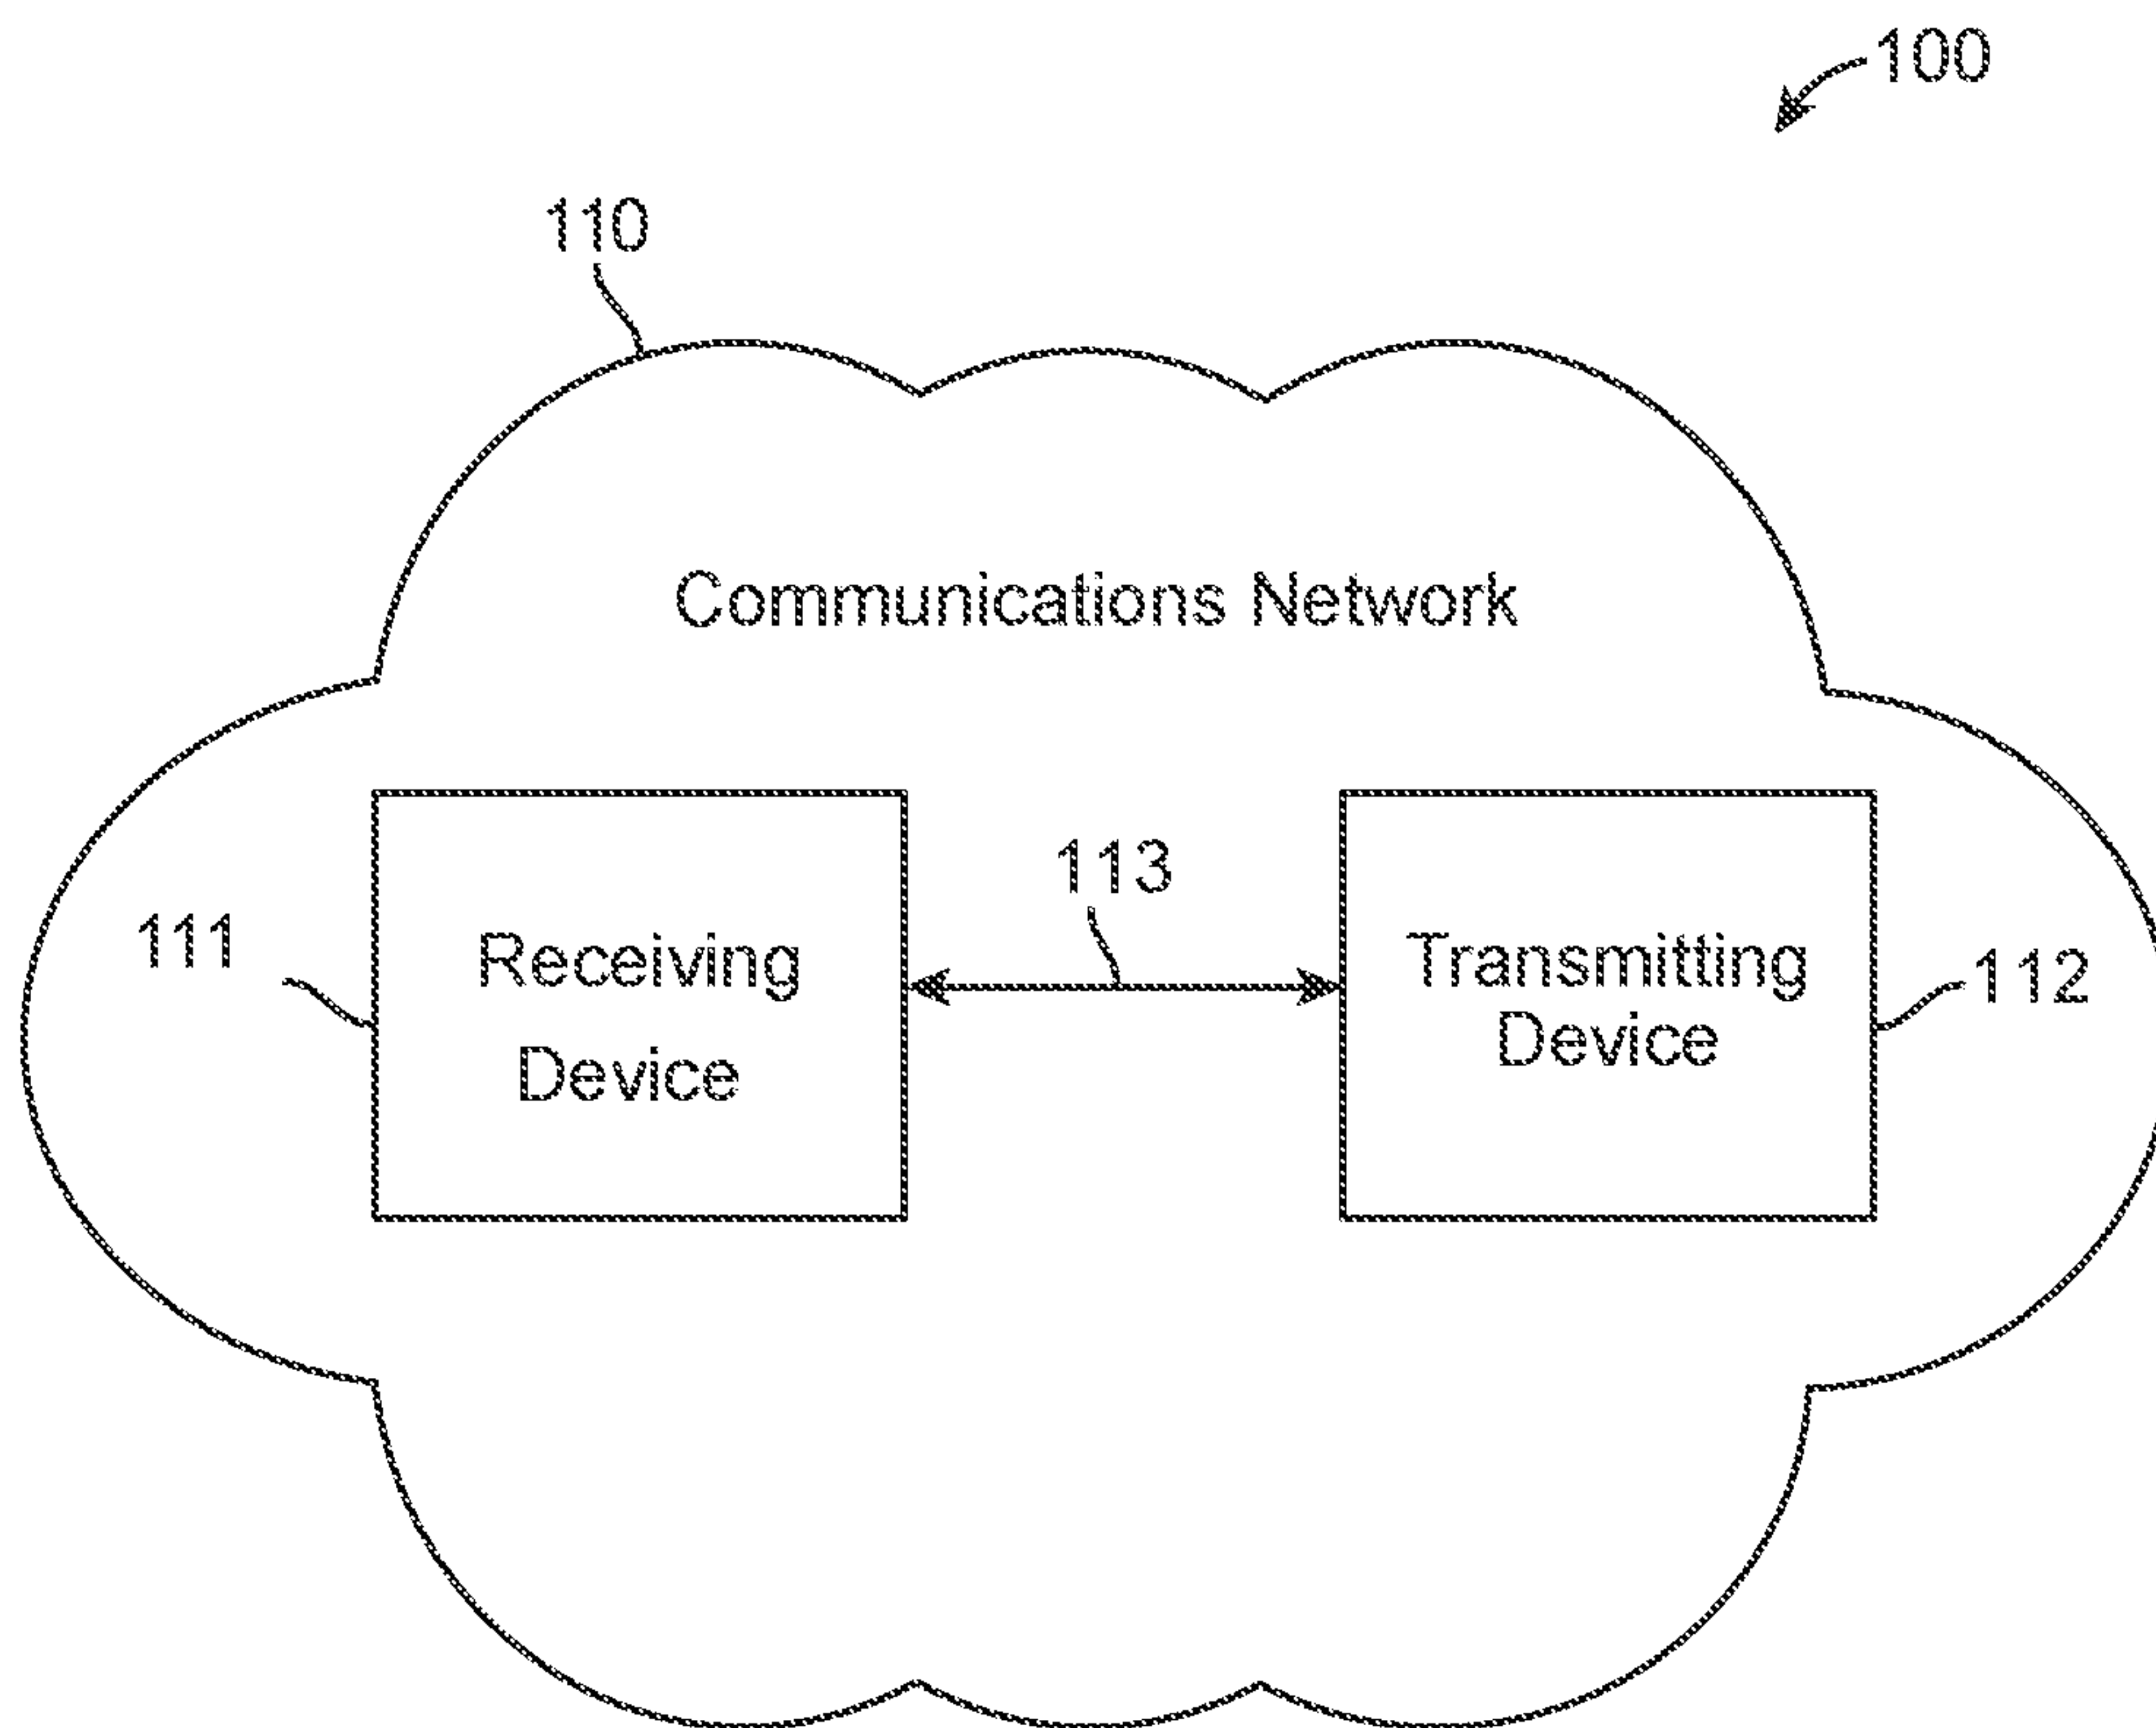 100
110
Communications Network
113
111
Receiving
Device
Transmitting
Device
112